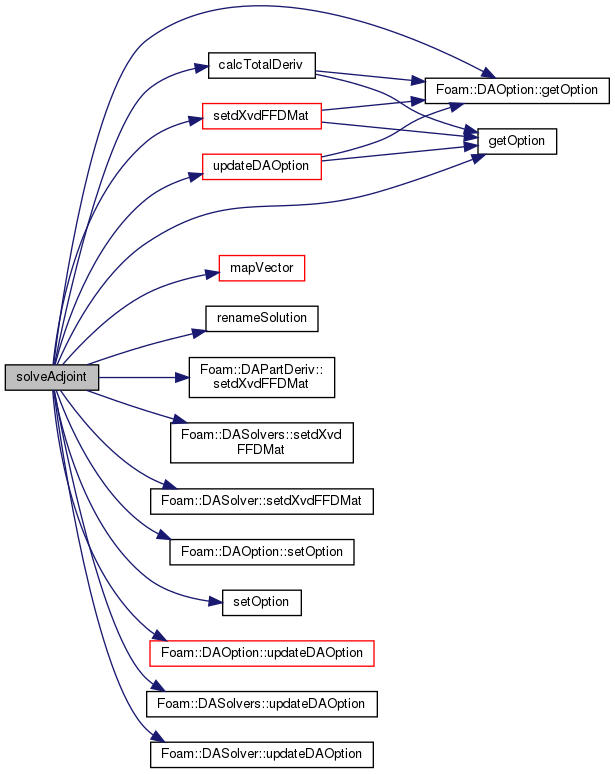 calcTotalDeriv
Foam::DAOption::getOption
setdXvdFFDMat
getOption
updateDAOption
mapVector
renameSolution
solveAdjoint
Foam::DAPartDeriv::
setdXvdFFDMat
Foam::DASolvers::setdXvd
FFDMat
Foam::DASolver::setdXvdFFDMat
Foam::DAOption::setOption
setOption
Foam::DAOption::updateDAOption
Foam::DASolvers::updateDAOption
Foam::DASolver::updateDAOption